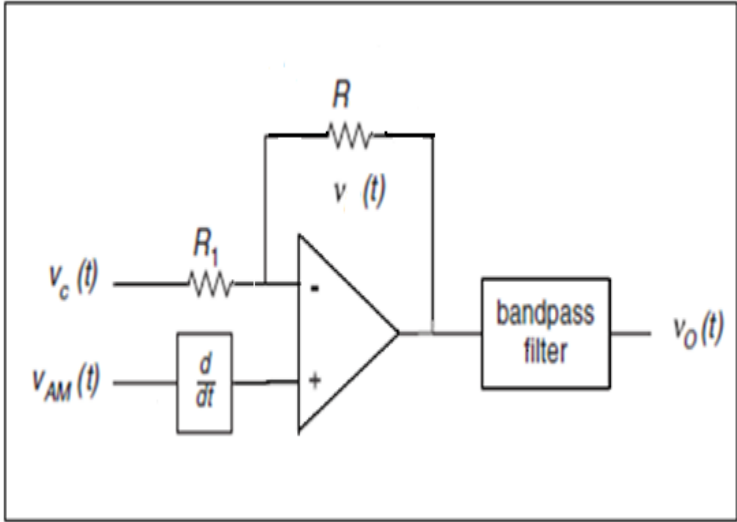 R
v (t)
R1
vc(t)
-
bandpass
filter
vO(t)
vAM(t)
d
dt
+